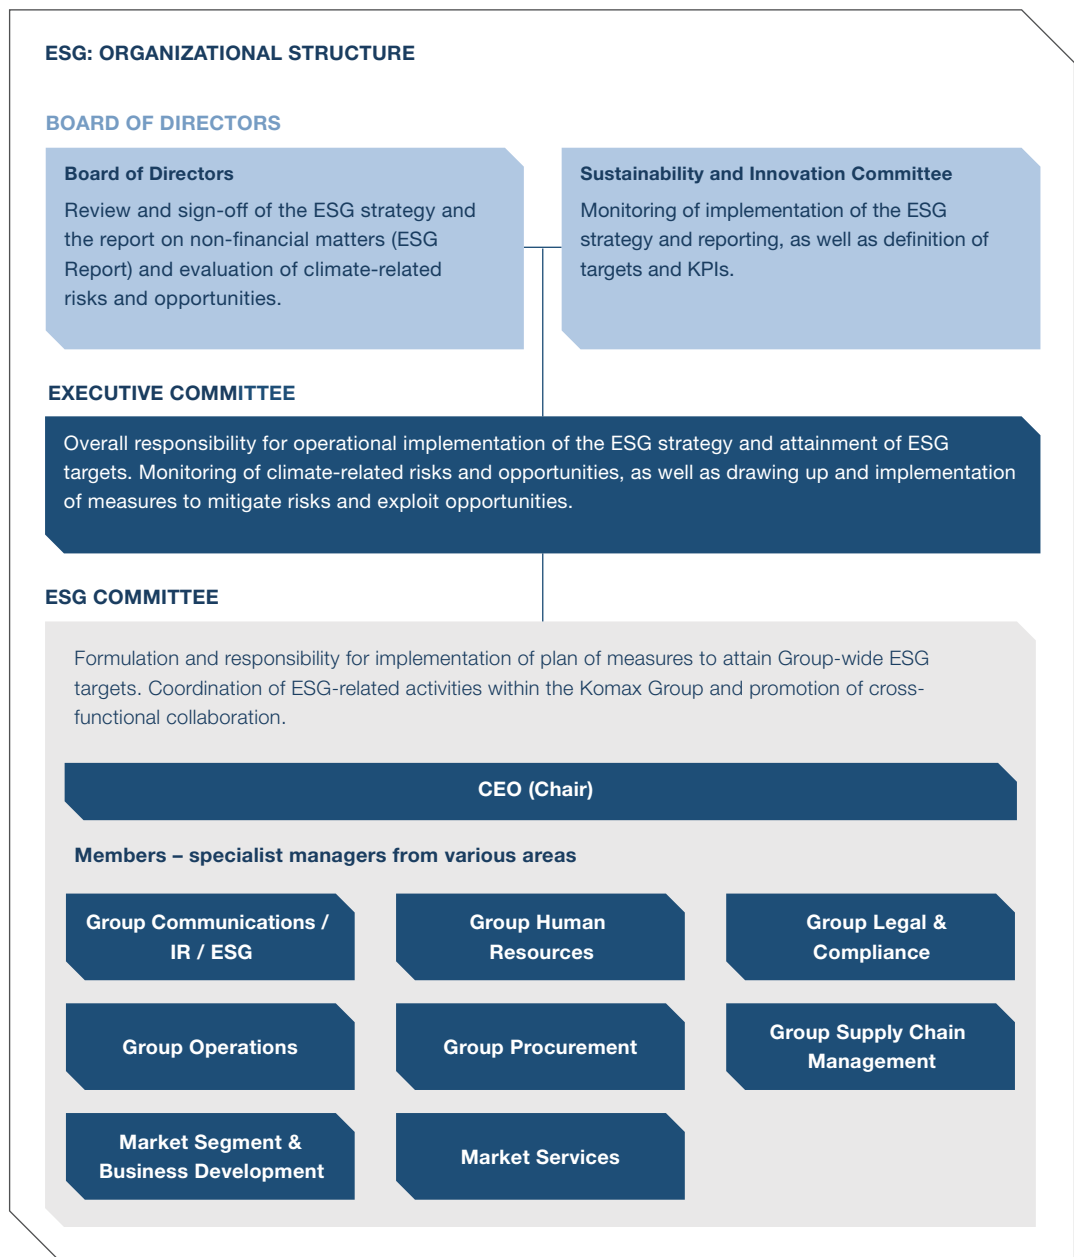 ESG: ORGANIZATIONAL STRUCTURE
BOARD OF DIRECTORS
Board of Directors
Review and sign-off of the ESG strategy and
the report on non-financial matters (ESG
Report) and evaluation of climate-related
risks and opportunities.
Sustainability and Innovation Committee
Monitoring of implementation of the ESG
strategy and reporting, as well as definition of
targets and KPIs.
EXECUTIVE COMMITTEE
Overall responsibility for operational implementation of the ESG strategy and attainment of ESG
targets. Monitoring of climate-related risks and opportunities, as well as drawing up and implementation
of measures to mitigate risks and exploit opportunities.
ESG COMMITTEE
Formulation and responsibility for implementation of plan of measures to attain Group-wide ESG
targets. Coordination of ESG-related activities within the Komax Group and promotion of cross-
functional collaboration.
CEO (Chair)
Members – specialist managers from various areas
Group Communications /
IR / ESG
Group Human
Resources
Group Legal &
Compliance
Group Operations
Group Procurement
Group Supply Chain
Management
Market Segment &
Business Development
Market Services